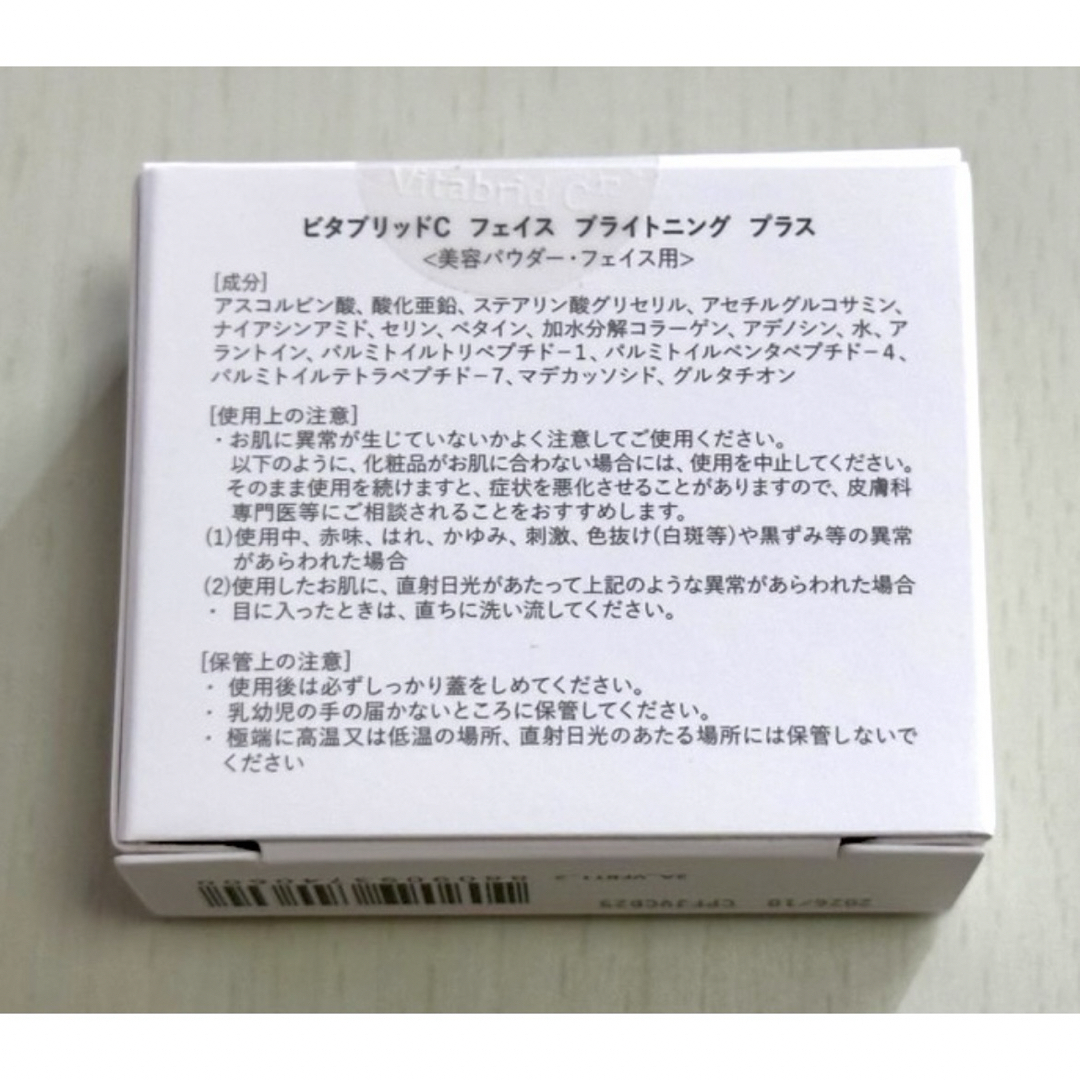 Vitabrid C
ビタブリッドC フェイス ブライトニング プラス
<美容パウダー・フェイス用>
[成分]
アスコルビン酸、酸化亜鉛、ステアリン酸グリセリル、アセチルグルコサミン、
ナイアシンアミド、セリン、ベタイン、加水分解コラーゲン、アデノシン、水、ア
ラントイン、パルミトイルトリペプチド−1、パルミトイルペンタペプチド−4、
パルミトイルテトラペプチド−7、マデカッソシド、グルタチオン
[使用上の注意]
・お肌に異常が生じていないかよく注意してご使用ください。
以下のように、化粧品がお肌に合わない場合には、使用を中止してください。
そのまま使用を続けますと、症状を悪化させることがありますので、皮膚科
専門医等にご相談されることをおすすめします。
(1)使用中、赤味、はれ、かゆみ、刺激、色抜け(白斑等)や黒ずみ等の異常
があらわれた場合
(2)使用したお肌に、直射日光があたって上記のような異常があらわれた場合
・ 目に入ったときは、直ちに洗い流してください。
[保管上の注意]
・ 使用後は必ずしっかり蓋をしめてください。
・ 乳幼児の手の届かないところに保管してください。
・ 極端に高温又は低温の場所、直射日光のあたる場所には保管しないで
ください
2026/10